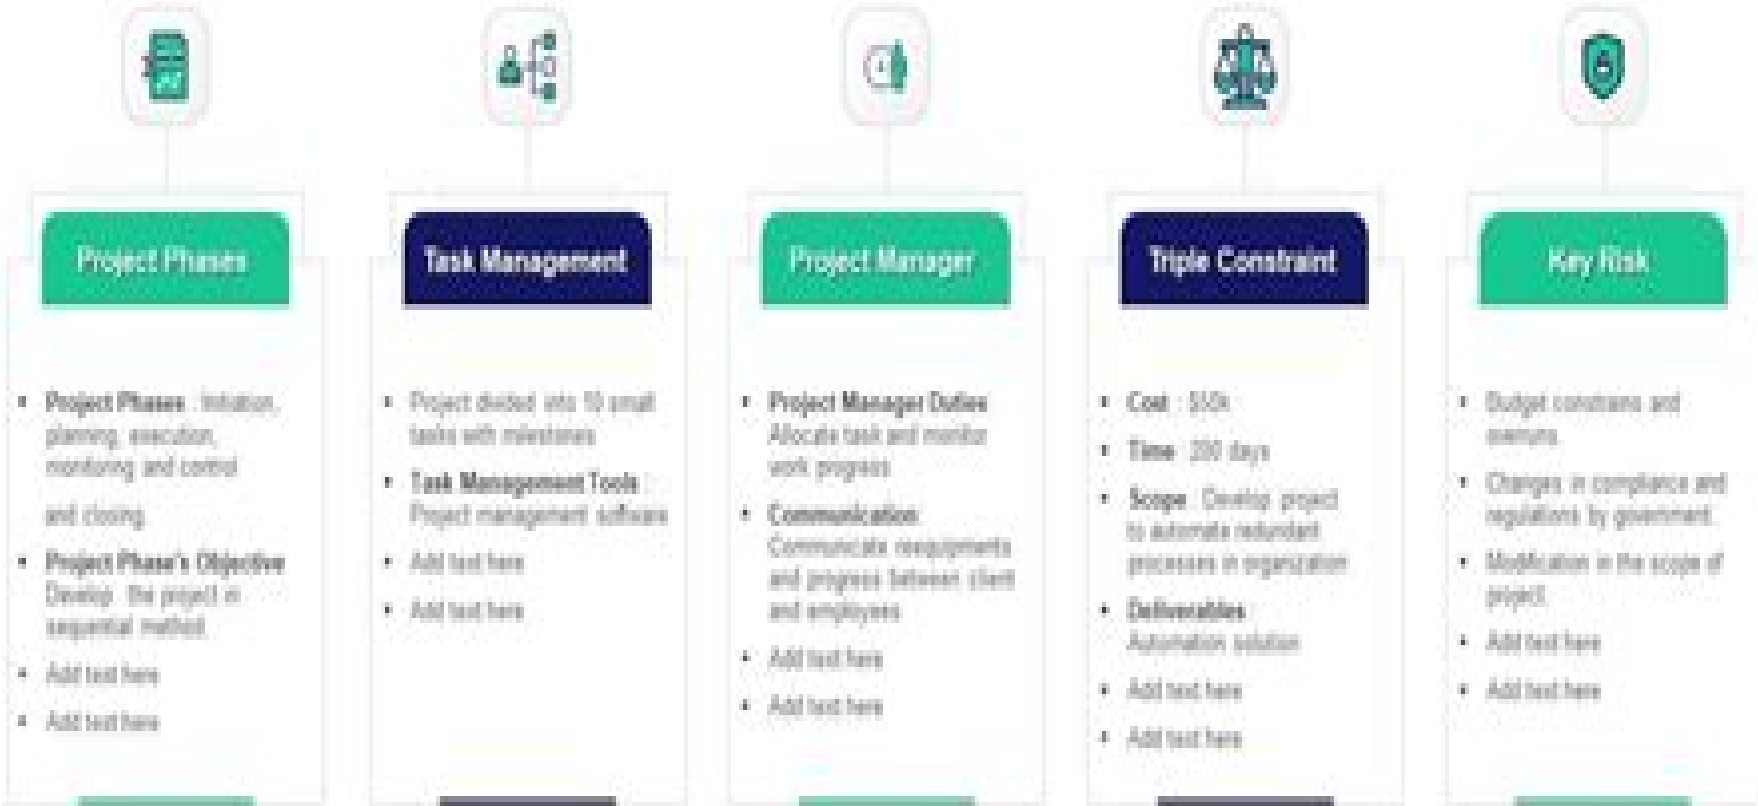 Project Phases
• Project Phases : Initiation,
planning, execution,
monitoring and control
and closing
• Project Phase's Objective
Develop the project in
sequential method
• Add text here
• Add text here
Task Management
• Project divided into 10 small
tasks with milestones
• Task Management Tools :
Project management software
• Add text here
• Add text here
Project Manager
• Project Manager Duties
Allocate task and monitor
work progress
• Communication
Communicate
and progress between client
and employees
• Add text here
• Add text here
Triple Constraint
• Cost : $50k
• Time : 200 days
• Scope : Develop project
to automate redundant
processes in organization
• Deliverables :
Automation solution
• Add text here
• Add text here
Key Risk
• Budget constrains and
overruns
• Changes in compliance and
regulations by government
• Modification in the scope of
project
• Add text here
• Add text here